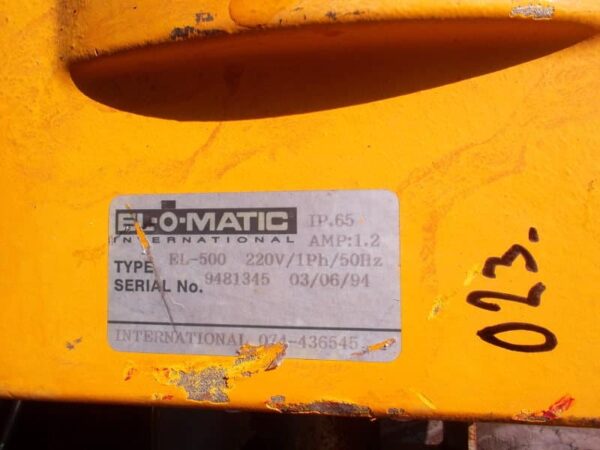 EL-O-MATIC IP.65
INTERNATIONAL AMP:1.2
TYPE EL-500 220V/1Ph/50Hz
SERIAL No. 9481345 03/06/94
INTERNATIONAL 074-436545
023.